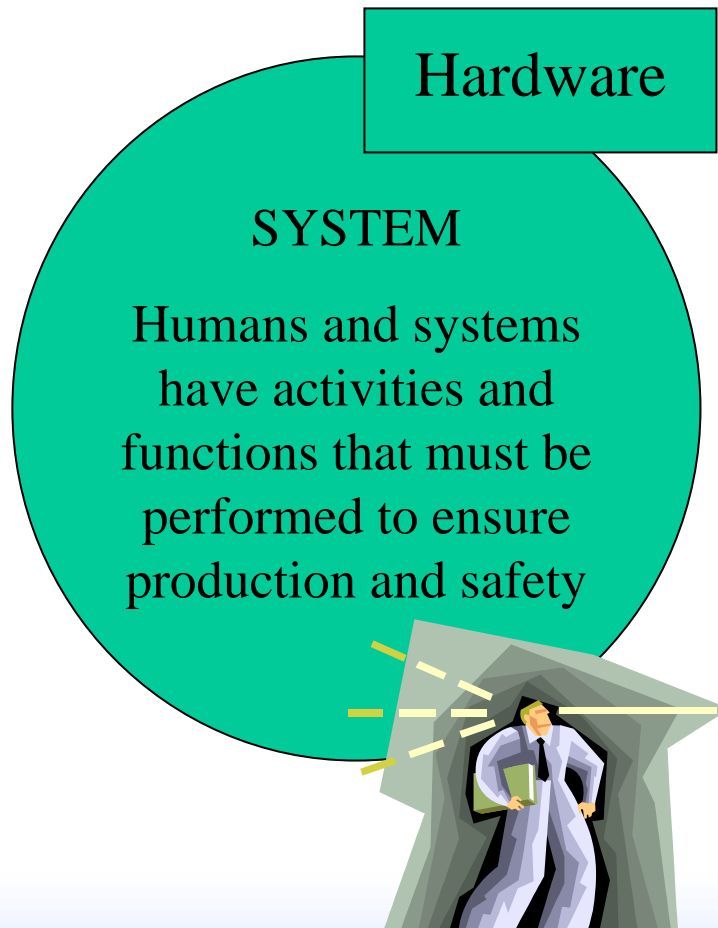 Hardware
SYSTEM
Humans and systems
have activities and
functions that must be
performed to ensure
production and safety